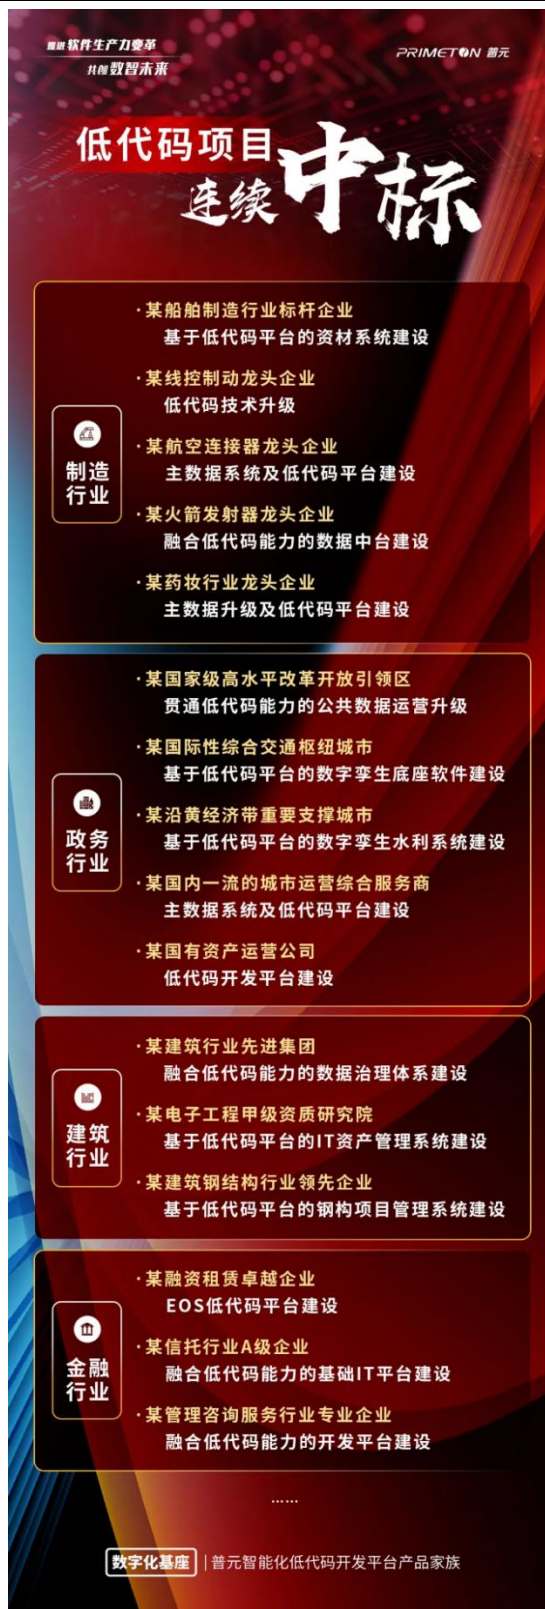 推进软件生产力变革
共创数智未来
PRIMETON 普元
低代码项目
连续中标
·某船舶制造行业标杆企业
基于低代码平台的资材系统建设
·某线控制动龙头企业
低代码技术升级
·某航空连接器龙头企业
主数据系统及低代码平台建设
·某火箭发射器龙头企业
融合低代码能力的数据中台建设
·某药妆行业龙头企业
主数据升级及低代码平台建设
制造
行业
·某国家级高水平改革开放引领区
贯通低代码能力的公共数据运营升级
·某国际性综合交通枢纽城市
基于低代码平台的数字孪生底座软件建设
·某沿黄经济带重要支撑城市
基于低代码平台的数字孪生水利系统建设
·某国内一流的城市运营综合服务商
主数据系统及低代码平台建设
·某国有资产运营公司
低代码开发平台建设
政务
行业
·某建筑行业先进集团
融合低代码能力的数据治理体系建设
·某电子工程甲级资质研究院
基于低代码平台的IT资产管理系统建设
·某建筑钢结构行业领先企业
基于低代码平台的钢构项目管理系统建设
建筑
行业
·某融资租赁卓越企业
EOS低代码平台建设
·某信托行业A级企业
融合低代码能力的基础IT平台建设
·某管理咨询服务行业专业企业
融合低代码能力的开发平台建设
金融
行业
……
数字化基座 | 普元智能化低代码开发平台产品家族